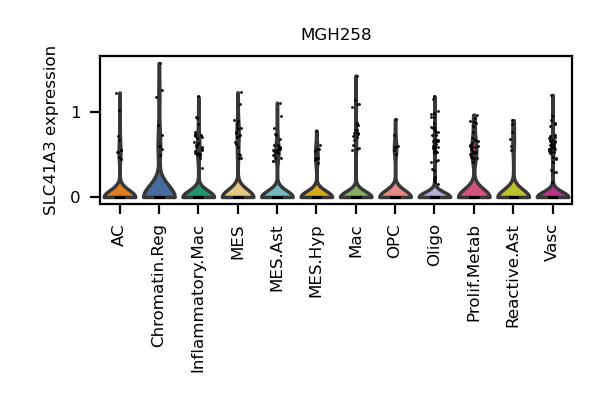 MGH258
SLC41A3 expression
1
0
AC
Chromatin.Reg
Inflammatory.Mac
MES
MES.Ast
MES.Hyp
Mac
OPC
Oligo
Prolif.Metab
Reactive.Ast
Vasc